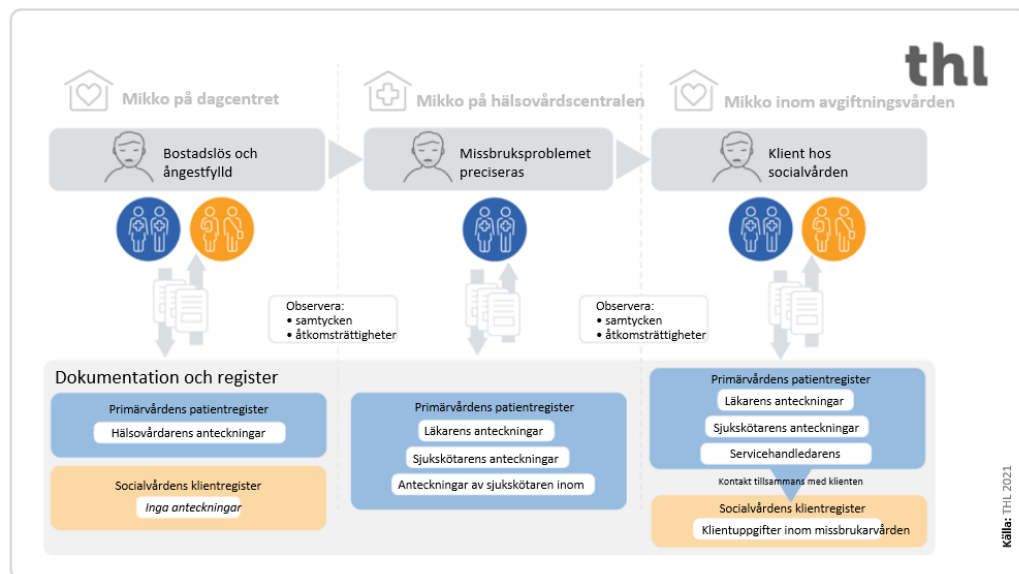 thl
Mikko på dagcentret
Mikko på hälsovårdscentralen
Mikko inom avgiftningsvården
Bostadslös och
ångestfylld
Missbruksproblemet
preciseras
Klient hos
socialvården
Observera:
• samtycken
• åtkomsträttigheter
Observera:
• samtycken
• åtkomsträttigheter
Dokumentation och register
Primärvårdens patientregister
Hälsovårdarens anteckningar
Socialvårdens klientregister
Inga anteckningar
Primärvårdens patientregister
Läkarens anteckningar
Sjukskötarens anteckningar
Anteckningar av sjukskötaren inom
Primärvårdens patientregister
Läkarens anteckningar
Sjukskötarens anteckningar
Servicehandledarens
Kontakt tillsammans med klienten
Socialvårdens klientregister
Klientuppgifter inom missbrukarvården
Källa: THL 2021